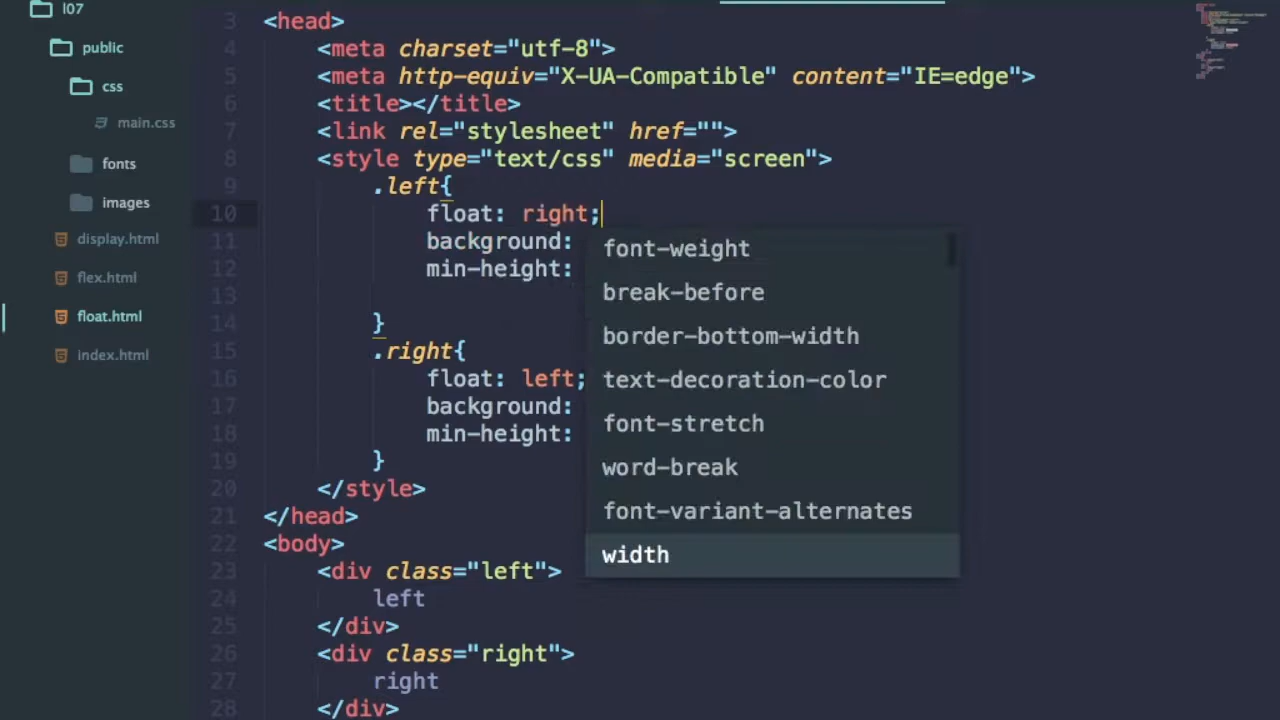 l07
public
css
main.css
fonts
images
display.html
flex.html
float.html
index.html
3 <head>
4 <meta charset="utf-8">
5 <meta http-equiv="X-UA-Compatible" content="IE=edge">
6 <title></title>
7 <link rel="stylesheet" href="">
8 <style type="text/css" media="screen">
9 .left{
10 float: right;
11 background:
12 min-height:
13
14 }
15 .right{
16 float: left;
17 background:
18 min-height:
19 }
20 </style>
21 </head>
22 <body>
23 <div class="left">
24 left
25 </div>
26 <div class="right">
27 right
28 </div>
font-weight
break-before
border-bottom-width
text-decoration-color
font-stretch
word-break
font-variant-alternates
width